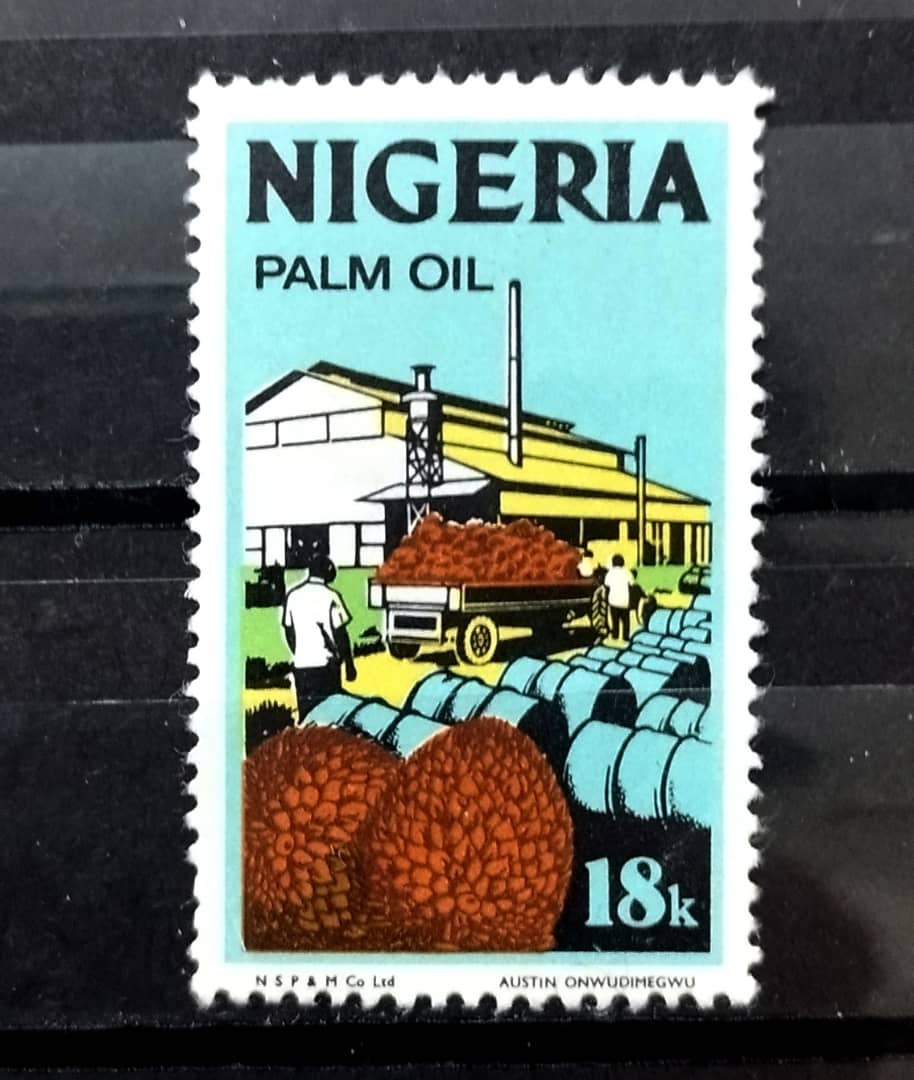 NIGERIA
PALM OIL
18k
N S P & M Co Ltd
AUSTIN ONWUDIMEGWU